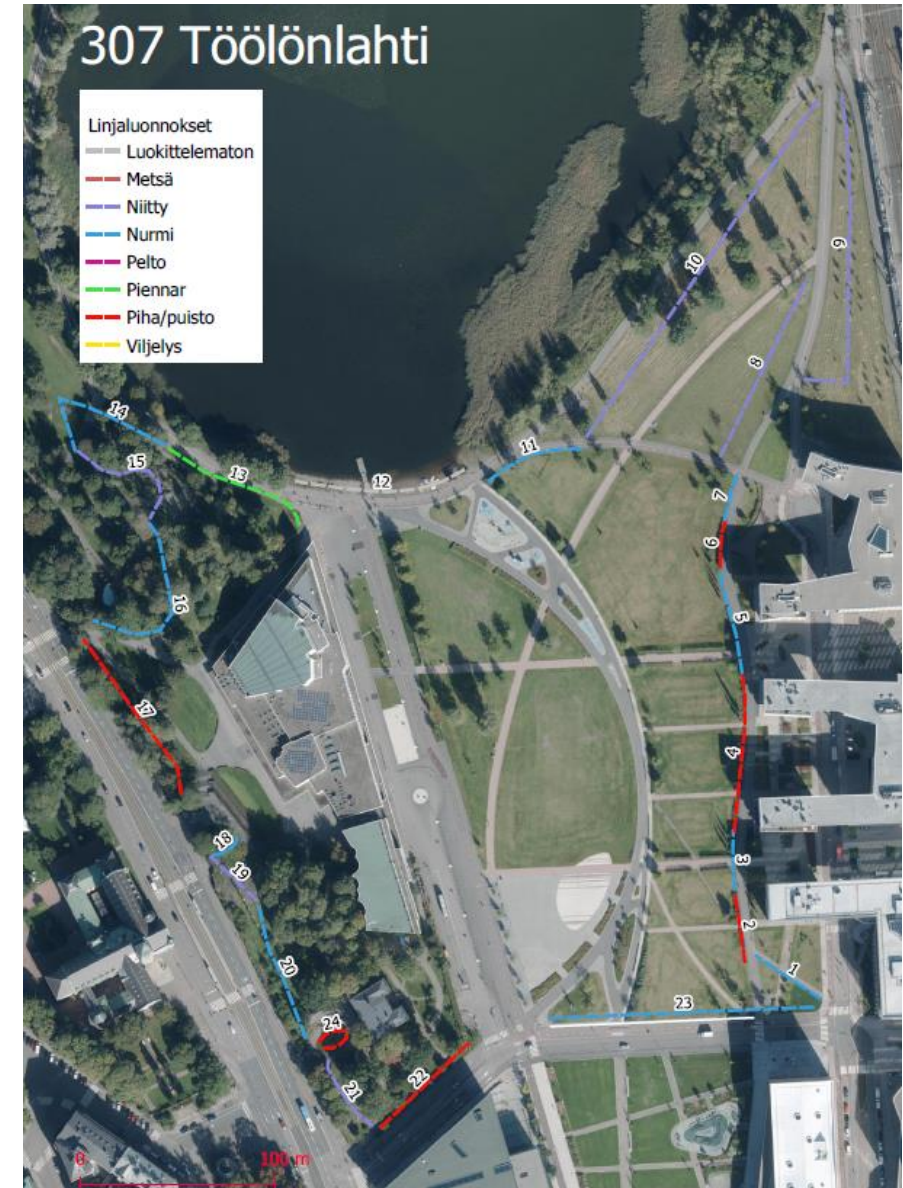 307 Töölönlahti
Linjaluonnokset
Luokittelematon
Metsä
Niitty
Nurmi
Pelto
Piennar
Piha/puisto
Viljelys
9
10
8
14
11
15
13
12
7
6
16
5
17
4
18
3
19
2
20
1
23
24
22
21
0
100 m